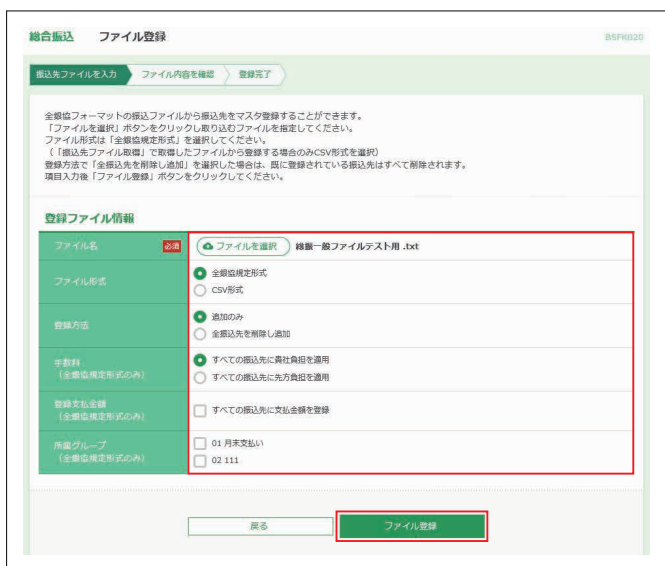 総合振込 ファイル登録 BSFK020
振込先ファイルを入力 ファイル内容を確認 登録完了
全銀協フォーマットの振込ファイルから振込先をマスタ登録することができます。
「ファイルを選択」ボタンをクリックし取り込むファイルを指定してください。
ファイル形式は「全銀協規定形式」を選択してください。
(「振込先ファイル取得」で取得したファイルから登録する場合のみCSV形式を選択)
登録方法で「全振込先を削除し追加」を選択した場合は、既に登録されている振込先はすべて削除されます。
項目入力後「ファイル登録」ボタンをクリックしてください。
登録ファイル情報
ファイル名 必須 ファイルを選択 総振一般ファイルテスト用 .txt
ファイル形式
全銀協規定形式
CSV形式
登録方法
追加のみ
全振込先を削除し追加
手数料
(全銀協規定形式のみ)
すべての振込先に貴社負担を適用
すべての振込先に先方負担を適用
登録支払金額
(全銀協規定形式のみ)
すべての振込先に支払金額を登録
所属グループ
(全銀協規定形式のみ)
01 月末支払い
02 111
戻る ファイル登録